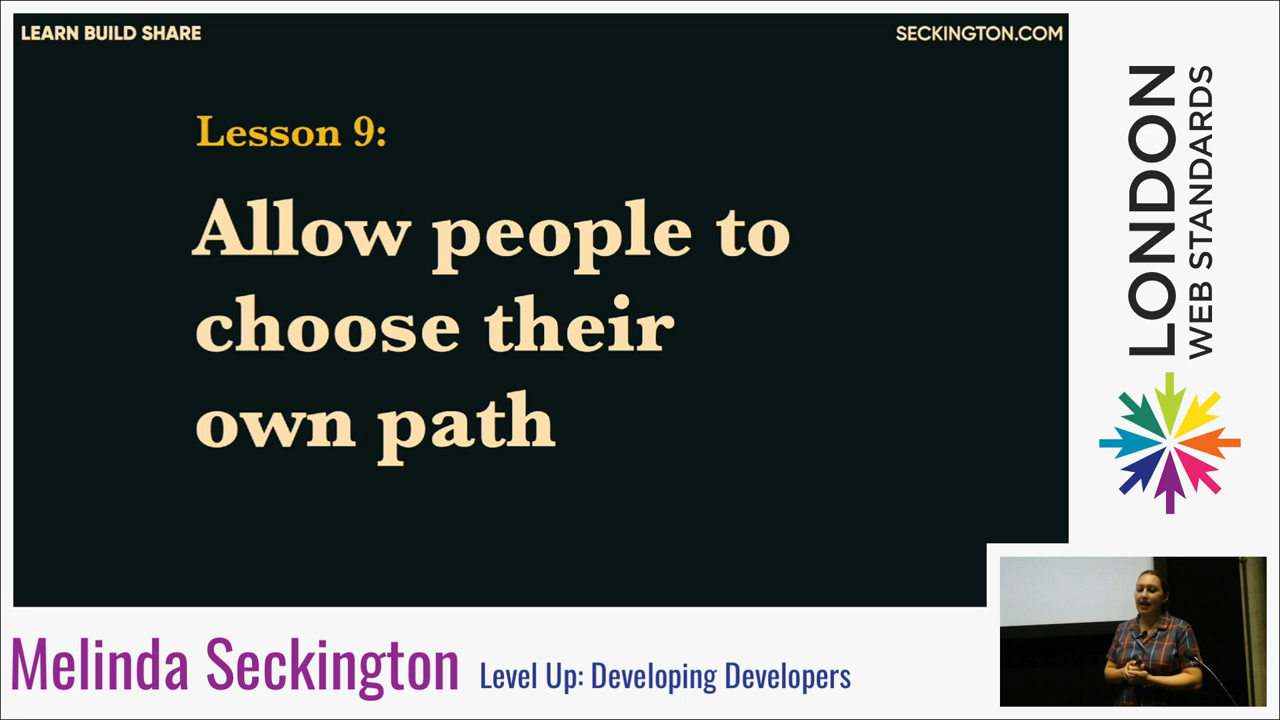 LEARN BUILD SHARE
SECKINGTON.COM
Lesson 9:
Allow people to
choose their
own path
LONDON
WEB STANDARDS
Melinda Seckington
Level Up: Developing Developers